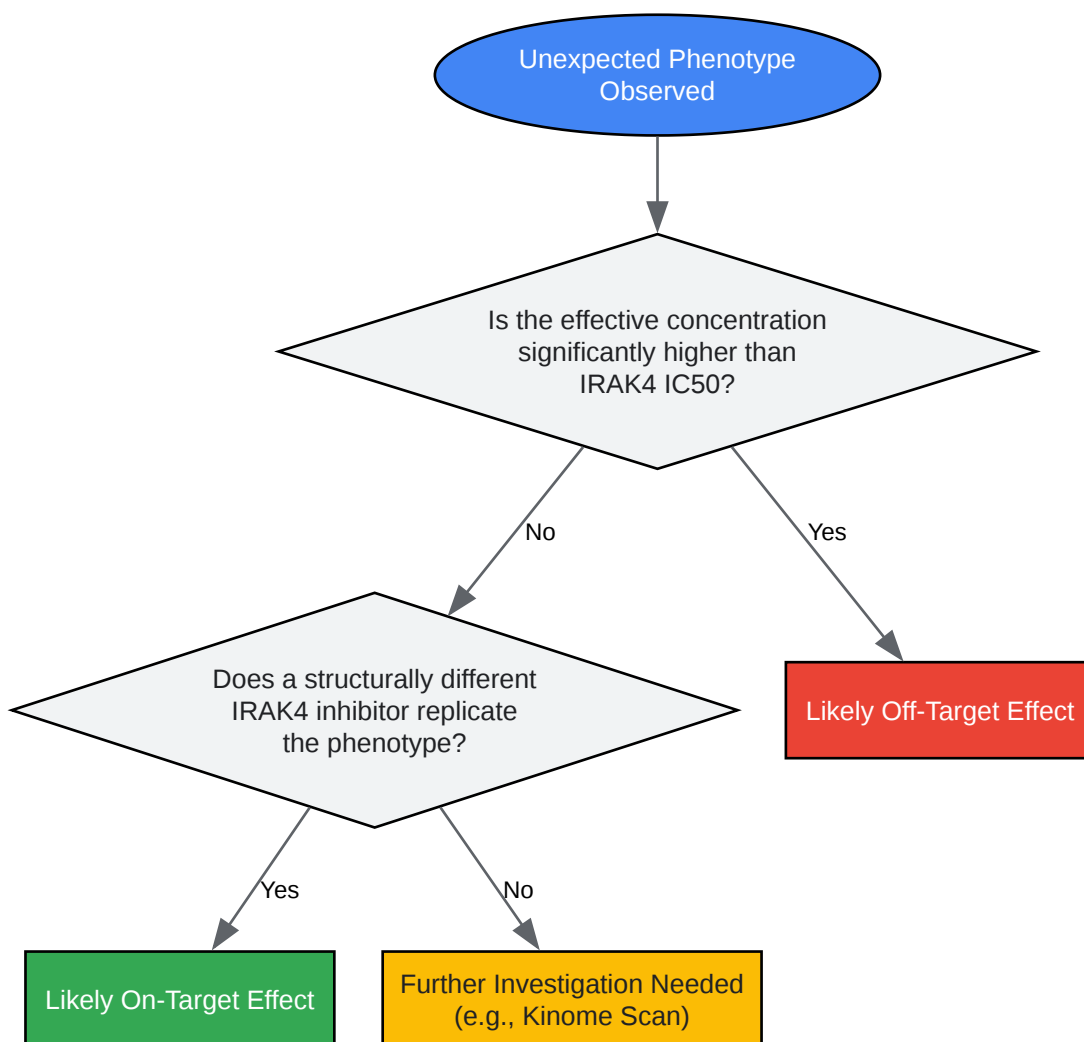 Unexpected Phenotype
Observed
Is the effective concentration
significantly higher than
IRAK4 IC50?
No
Yes
Does a structurally different
IRAK4 inhibitor replicate
the phenotype?
Likely Off-Target Effect
Yes
No
Likely On-Target Effect
Further Investigation Needed
(e.g., Kinome Scan)